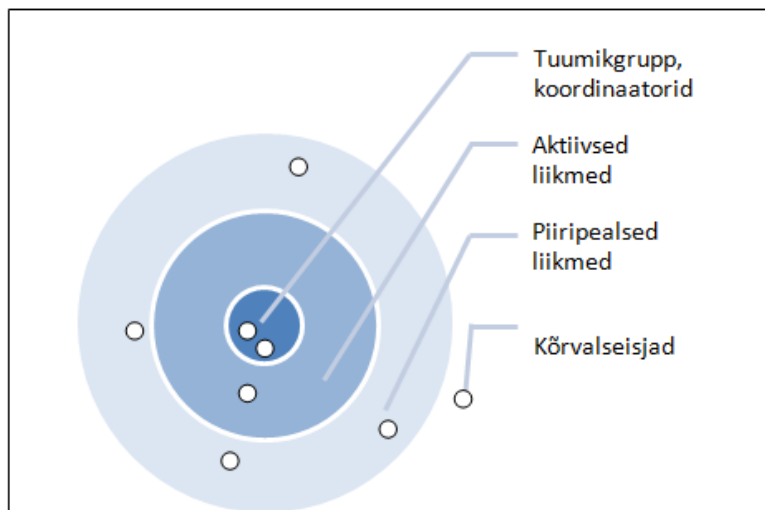 Tuumikgrupp,
koordinaatorid
Aktiivsed
liikmed
Piiripealsed
liikmed
Kõrvalseisjad